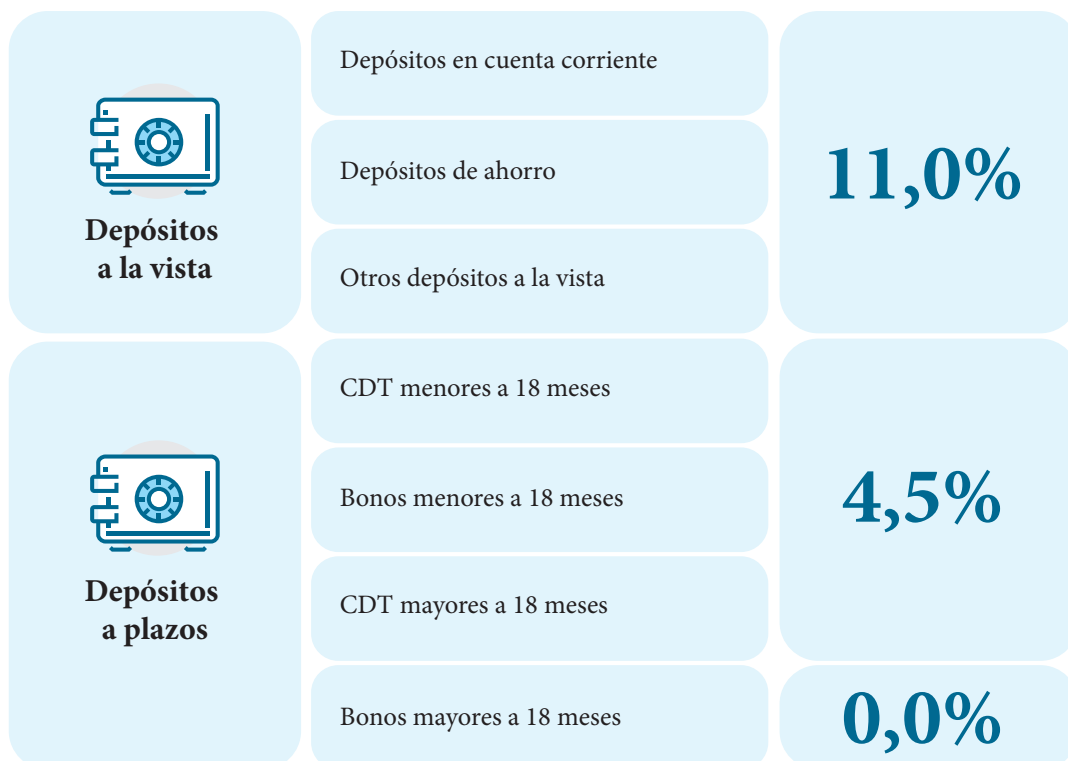 Depósitos
a la vista
Depósitos en cuenta corriente
Depósitos de ahorro
Otros depósitos a la vista
11,0%
Depósitos
a plazos
CDT menores a 18 meses
Bonos menores a 18 meses
CDT mayores a 18 meses
4,5%
Bonos mayores a 18 meses
0,0%